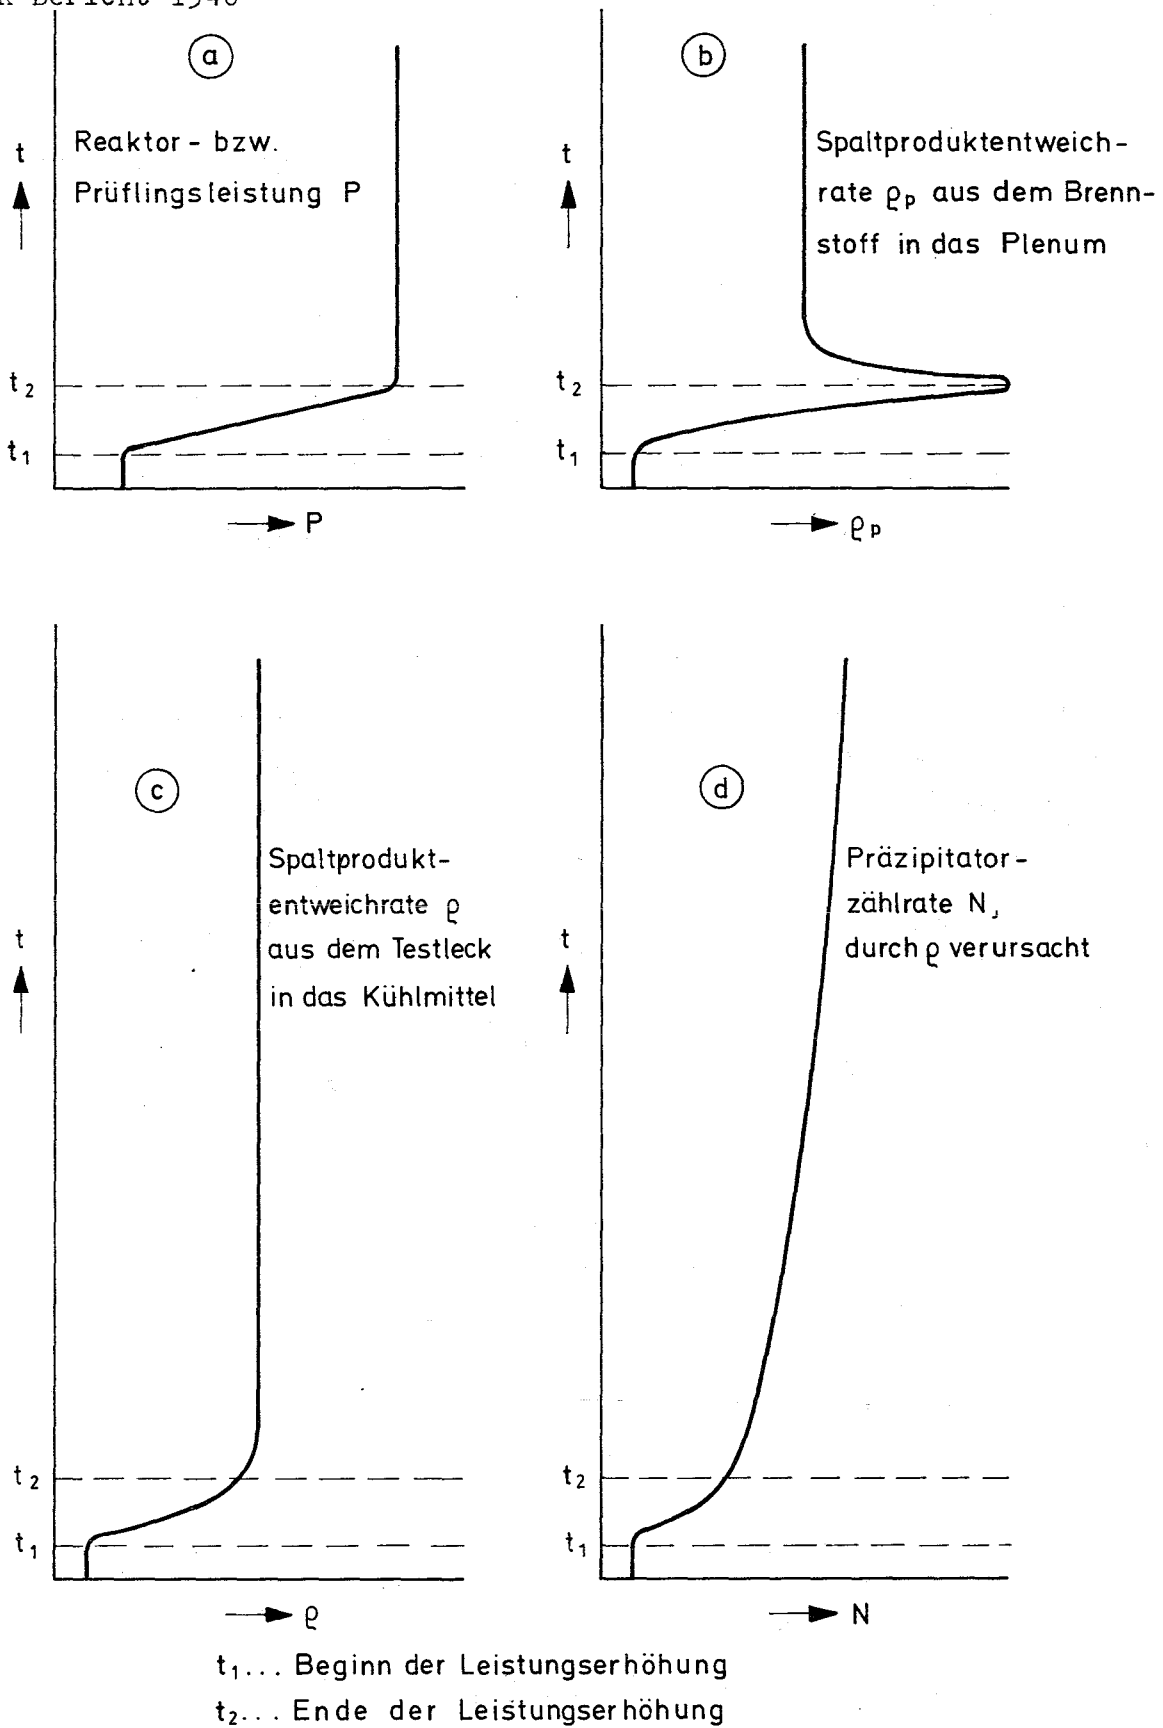 Bericht 1940
a
Reaktor- bzw.
Prüflingsleistung P
t
t2
t1
P
b
Spaltproduktentweich-
rate ϱp aus dem Brenn-
stoff in das Plenum
t
t2
t1
ϱp
c
Spaltprodukt-
entweichrate ϱ
aus dem Testleck
in das Kühlmittel
t
t2
t1
ϱ
d
Präzipitator-
zählrate N,
durch ϱ verursacht
t
t2
t1
N
t1... Beginn der Leistungserhöhung
t2... Ende der Leistungserhöhung